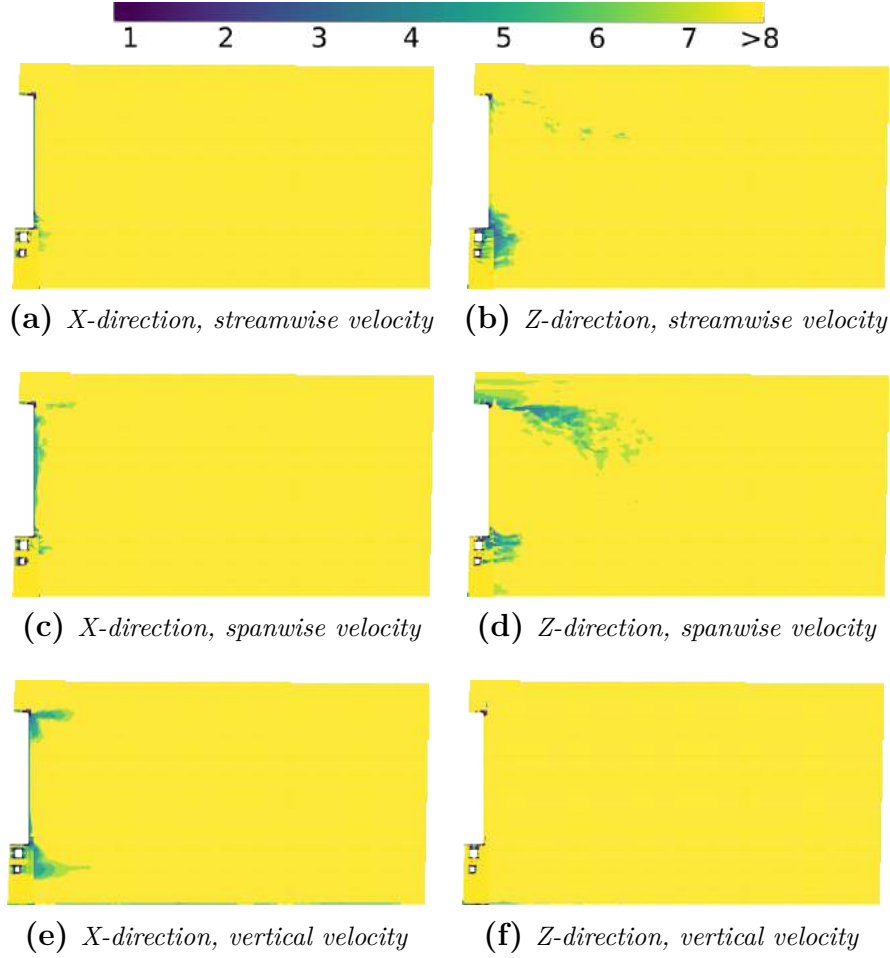 1 2 3 4 5 6 7 >8
(a) X-direction, streamwise velocity (b) Z-direction, streamwise velocity
(c) X-direction, spanwise velocity (d) Z-direction, spanwise velocity
(e) X-direction, vertical velocity (f) Z-direction, vertical velocity